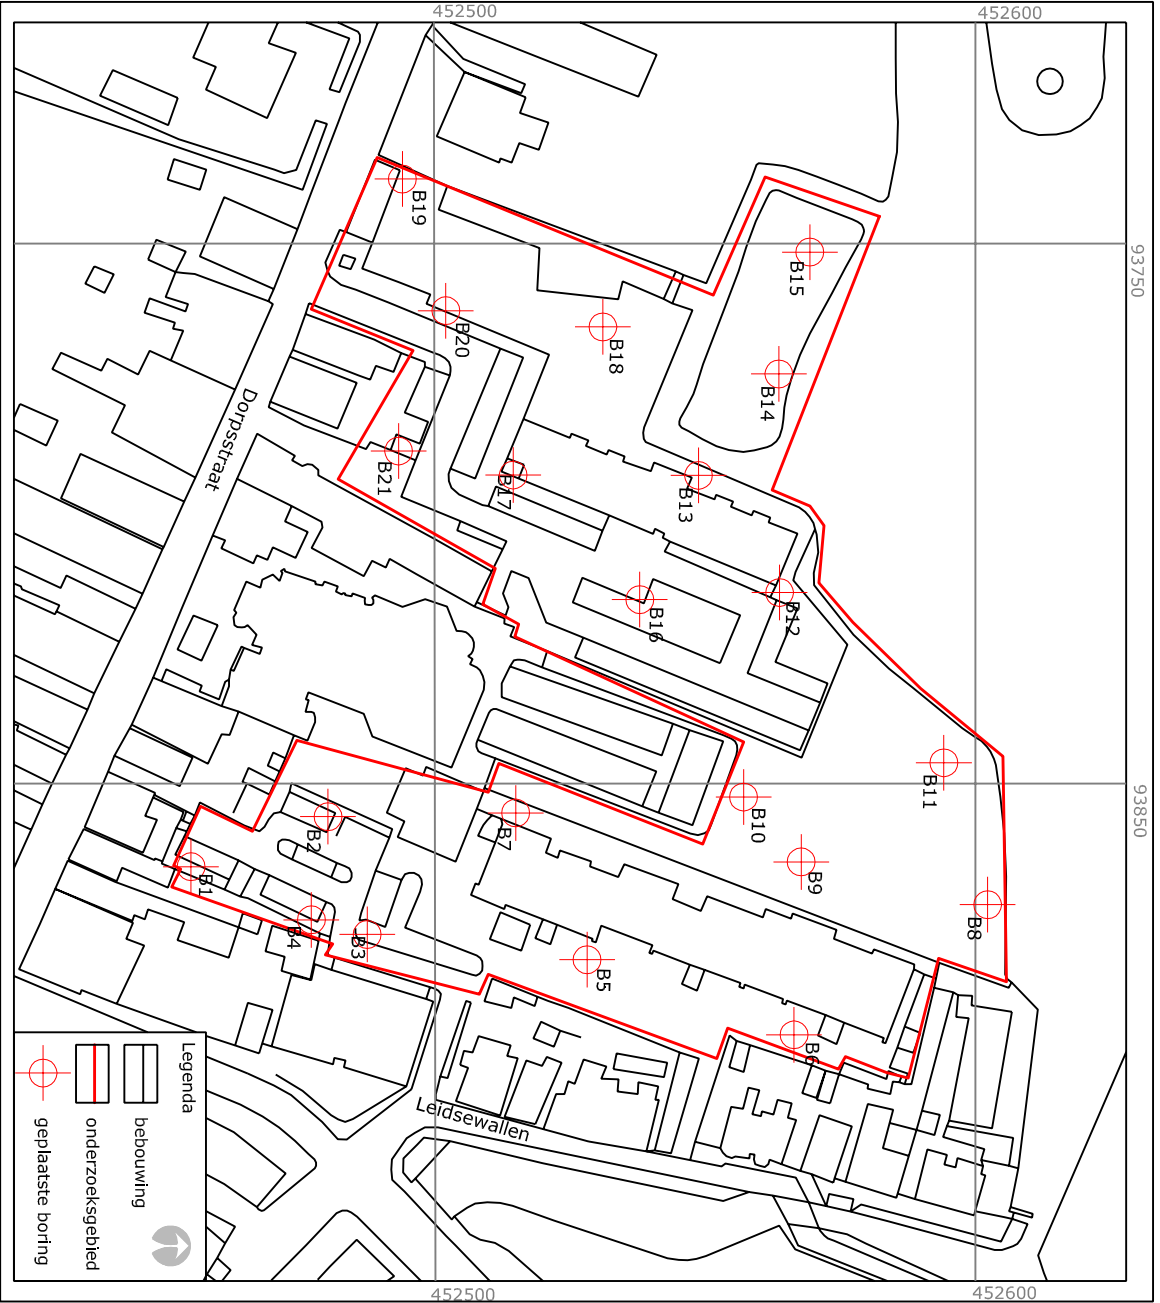 452500
452600
93750
93850
452500
452600
B19
B15
B20
B18
B14
B21
B17
B13
B12
B16
B11
B10
B9
B8
B7
B2
B1
B4
B3
B5
B6
Dorpsstraat
Leidsewallen
Legenda
bebouwing
onderzoeksgebied
geplaatste boring